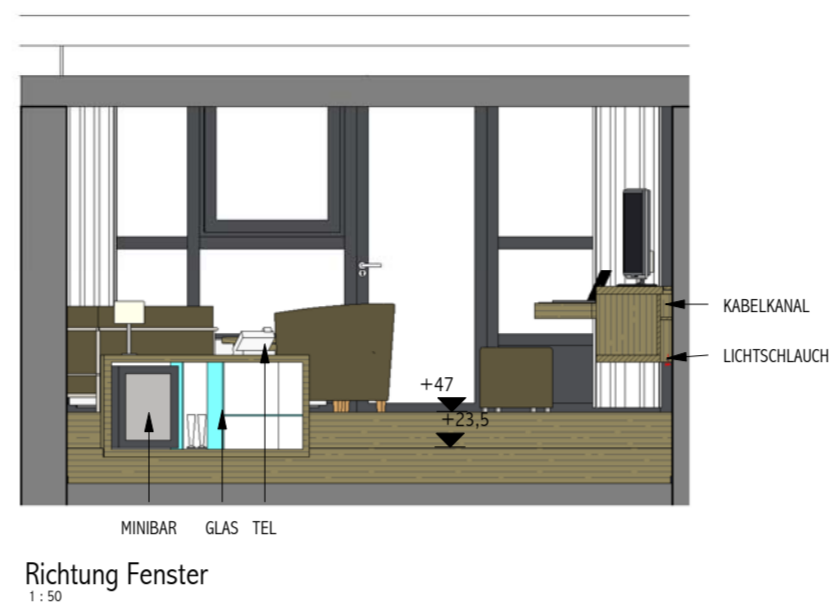 KABELKANAL
LICHTSCHLAUCH
+47
+23,5
MINIBAR GLAS TEL
Richtung Fenster
1 : 50